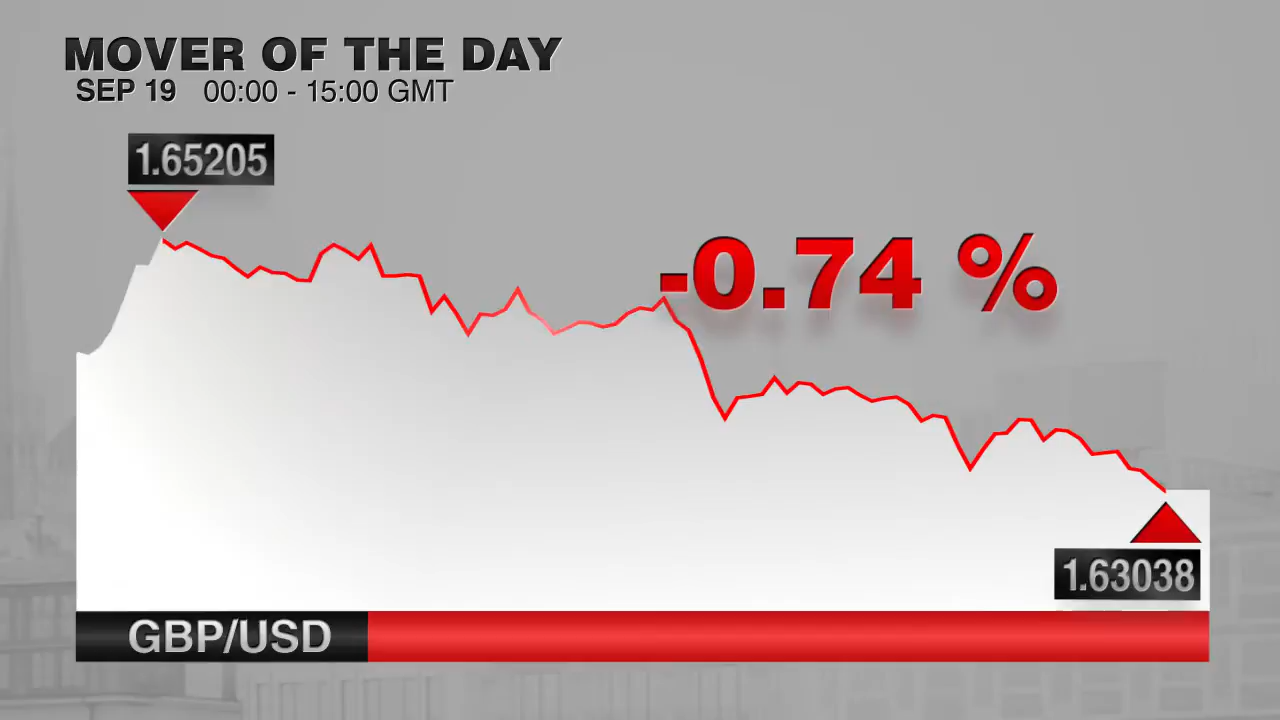 MOVER OF THE DAY
SEP 19 00:00 - 15:00 GMT
1.65205
-0.74 %
1.63038
GBP/USD